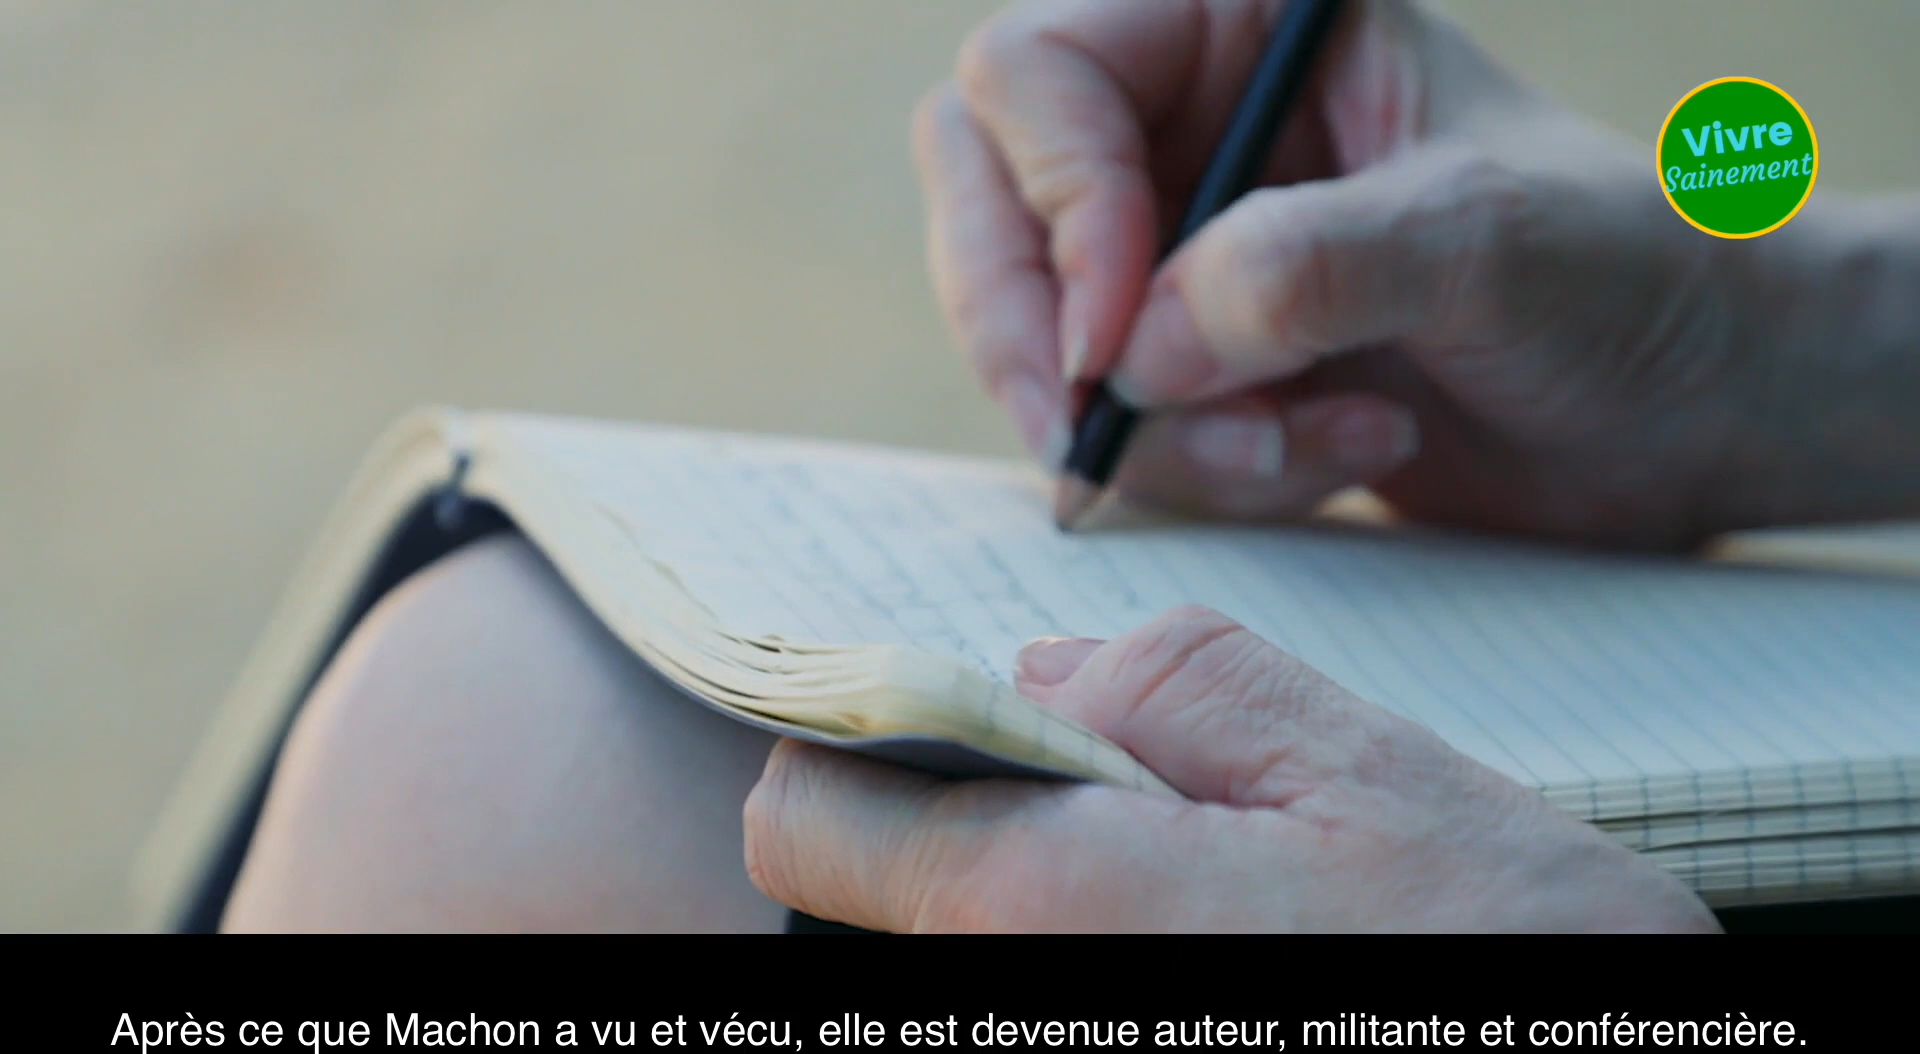 Vivre
Sainement
Après ce que Machon a vu et vécu, elle est devenue auteur, militante et conférencière.